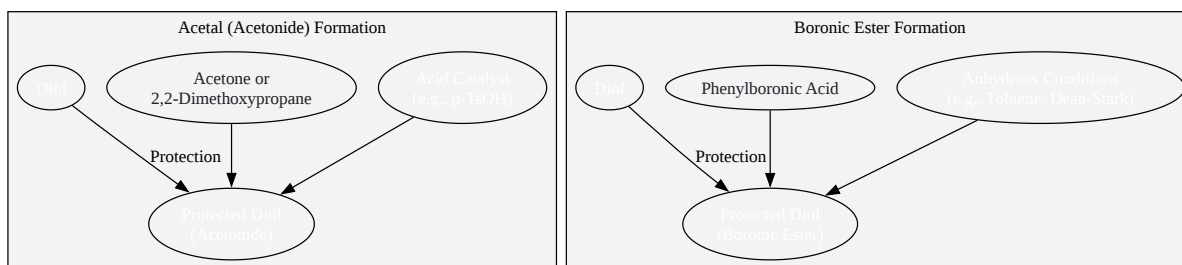 Acetal (Acetonide) Formation
Diol
Acetone or
2,2-Dimethoxypropane
Acid Catalyst
(e.g., p-TsOH)
Protection
Protected Diol
(Acetonide)
Boronic Ester Formation
Diol
Phenylboronic Acid
Anhydrous Conditions
(e.g., Toluene, Dean-Stark)
Protection
Protected Diol
(Boronic Ester)